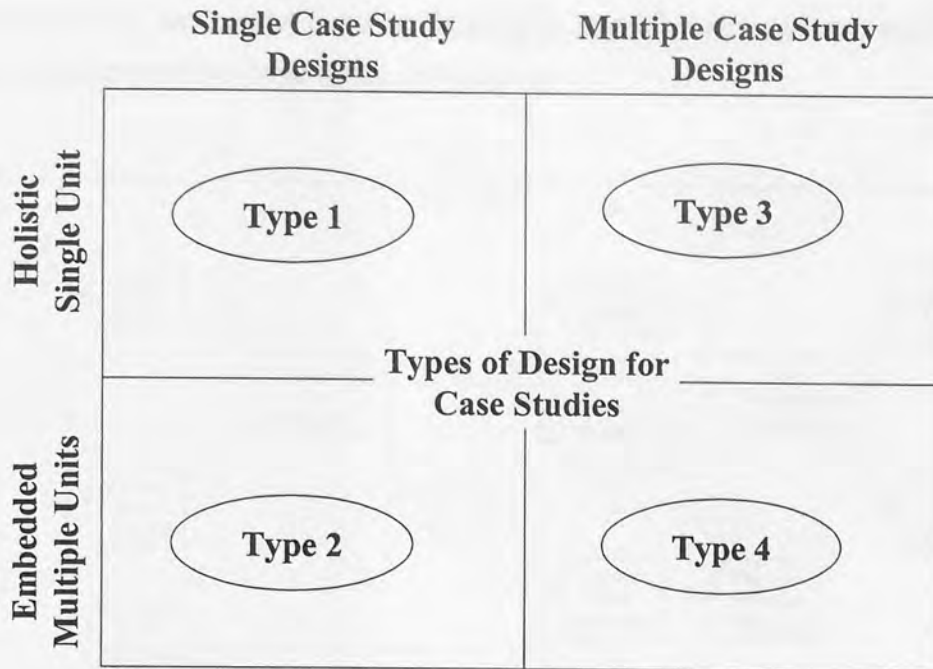 Single Case Study
Designs
Multiple Case Study
Designs
Holistic
Single Unit
Type 1
Type 3
Types of Design for
Case Studies
Embedded
Multiple Units
Type 2
Type 4